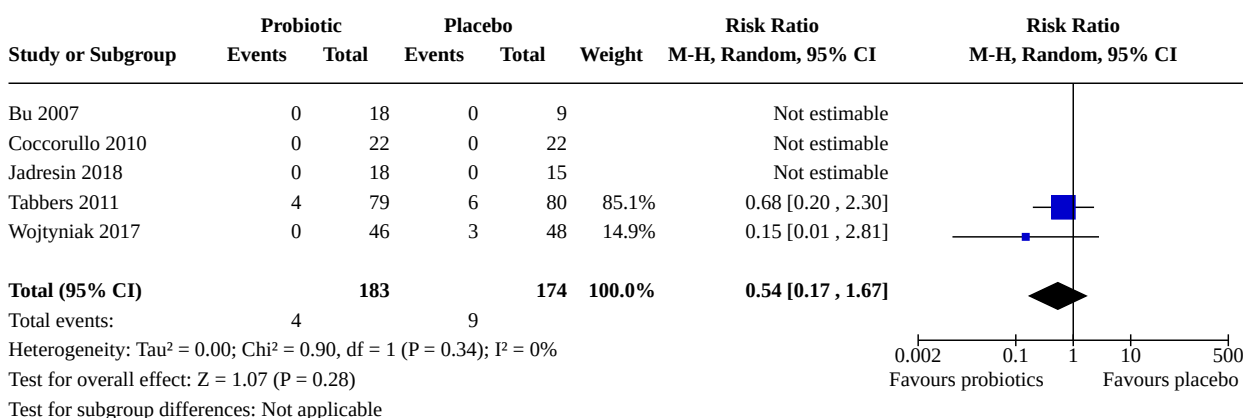 Probiotic Placebo Risk Ratio Risk Ratio
Study or Subgroup Events Total Events Total Weight M-H, Random, 95% CI M-H, Random, 95% CI
Bu 2007 0 18 0 9 Not estimable
Coccorullo 2010 0 22 0 22 Not estimable
Jadresin 2018 0 18 0 15 Not estimable
Tabbers 2011 4 79 6 80 85.1% 0.68 [0.20 , 2.30]
Wojtyniak 2017 0 46 3 48 14.9% 0.15 [0.01 , 2.81]
Total (95% CI) 183 174 100.0% 0.54 [0.17 , 1.67]
Total events: 4 9
Heterogeneity: Tau² = 0.00; Chi² = 0.90, df = 1 (P = 0.34); I² = 0%
0.002 0.1 1 10 500
Test for overall effect: Z = 1.07 (P = 0.28) Favours probiotics Favours placebo
Test for subgroup differences: Not applicable